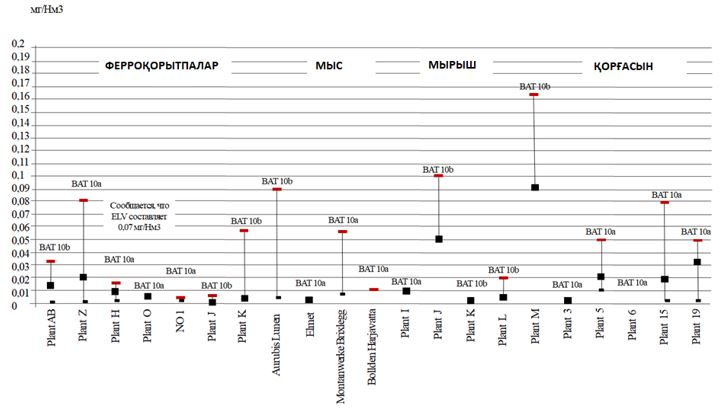 мг/Нм3
0,2
0,19
0,18
0,17
0,16
0,15
0,14
0,13
0,12
0,11
0,1
0,09
0,08
0,07
0,06
0,05
0,04
0,03
0,02
0,01
0
ФЕРРОҚОРЫТПАЛАР
МЫС
МЫРЫШ
ҚОРҒАСЫН
BAT 10b
BAT 10a
Сообщается, что
ELV составляет
0,07 мг/Нм3
BAT 10a
BAT 10a
BAT 10a
BAT 10b
BAT 10b
BAT 10b
BAT 10a
BAT 10a
BAT 10a
BAT 10a
BAT 10b
BAT 10a
BAT 10b
BAT 10b
BAT 10a
BAT 10a
BAT 10a
BAT 10a
BAT 10a
Plant AB
Plant Z
Plant H
Plant O
NO 1
Plant J
Plant K
Aurubis Lunen
Elmet
Montanwerke Brixlegg
Boliden Harjavatta
Plant I
Plant J
Plant K
Plant L
Plant M
Plant 3
Plant 5
Plant 6
Plant 15
Plant 19